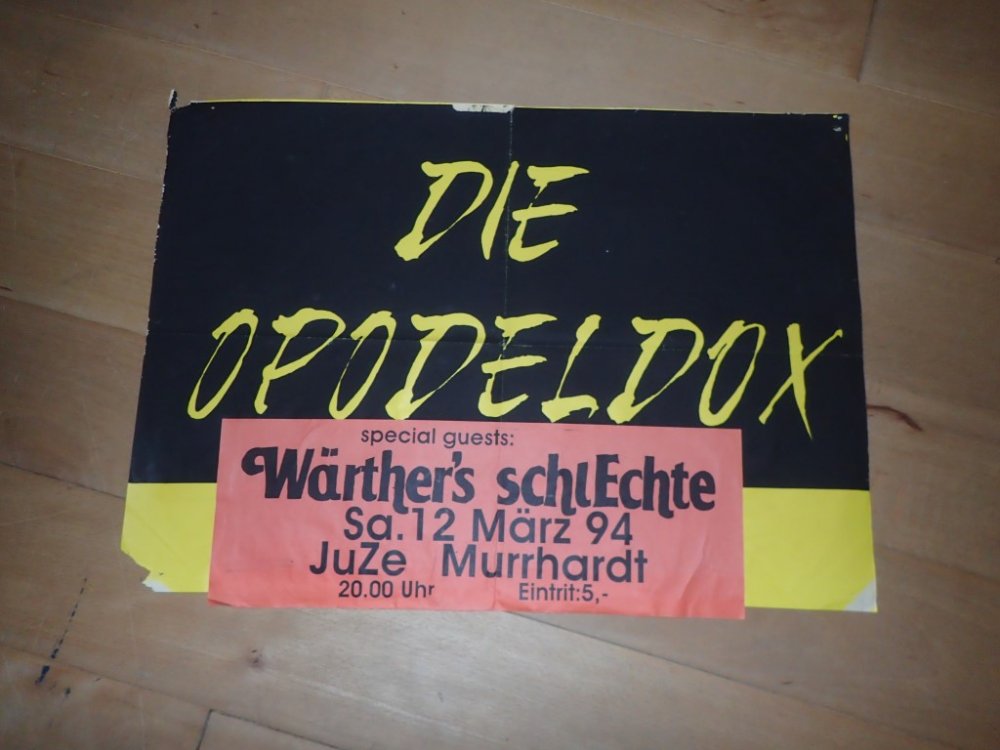 DIE
OPODELDOX
special guests:
Wärther's schlEchte
Sa.12 März 94
JuZe Murrhardt
20.00 Uhr Eintrit:5,-